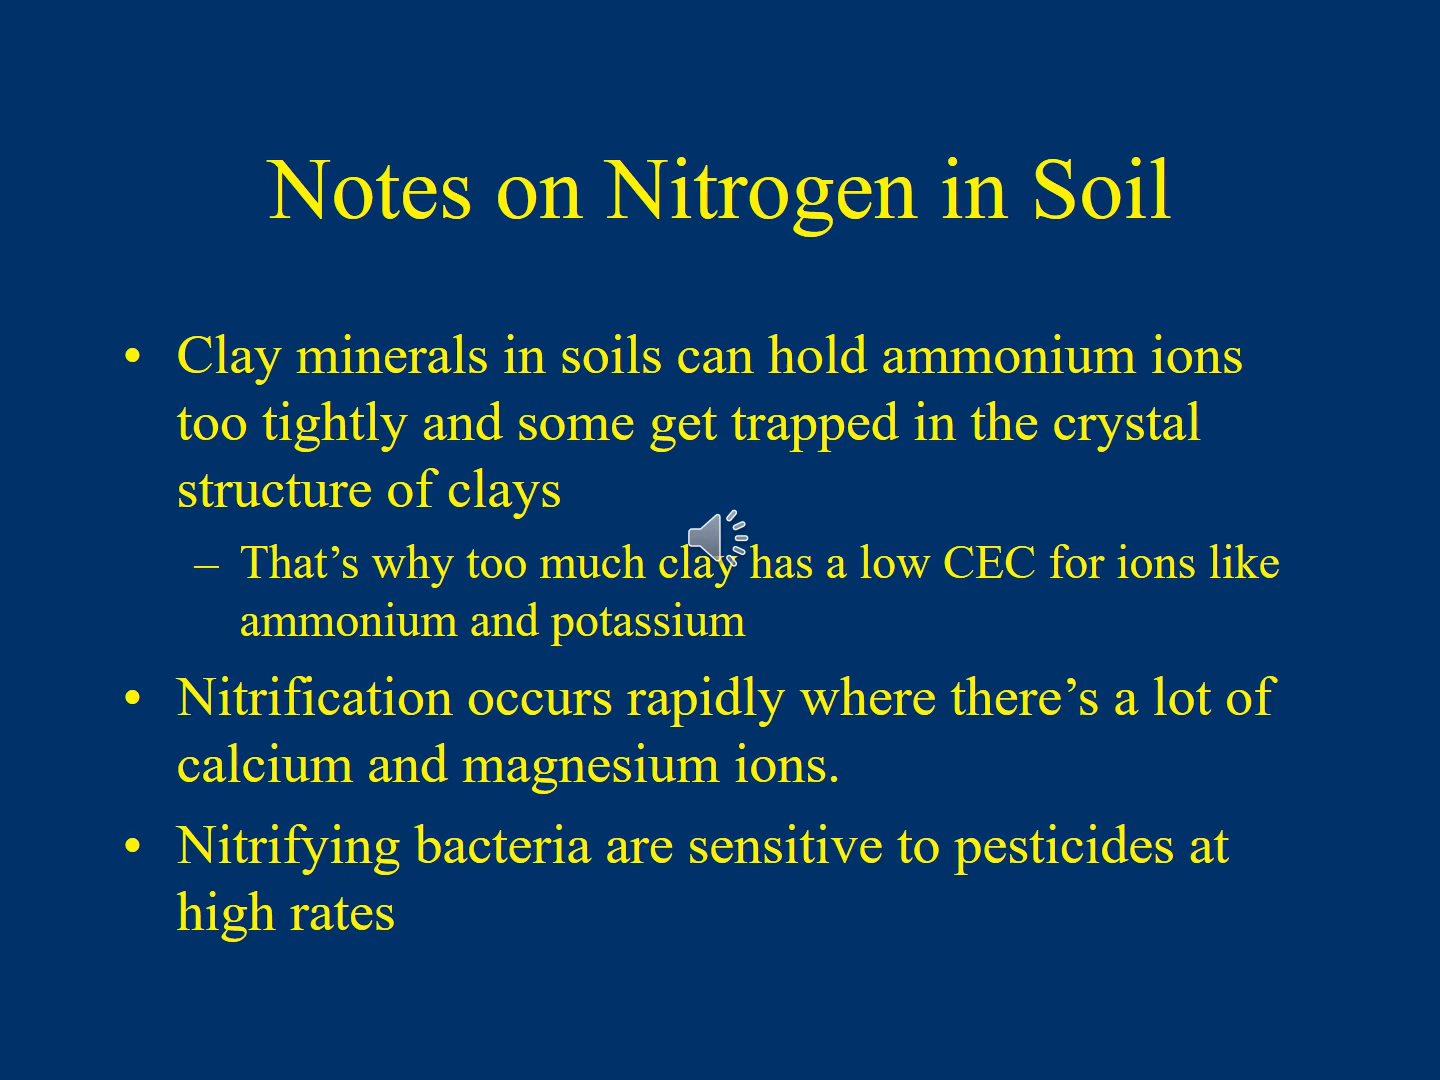 Notes on Nitrogen in Soil
• Clay minerals in soils can hold ammonium ions
too tightly and some get trapped in the crystal
structure of clays
– That’s why too much clay has a low CEC for ions like
ammonium and potassium
• Nitrification occurs rapidly where there’s a lot of
calcium and magnesium ions.
• Nitrifying bacteria are sensitive to pesticides at
high rates